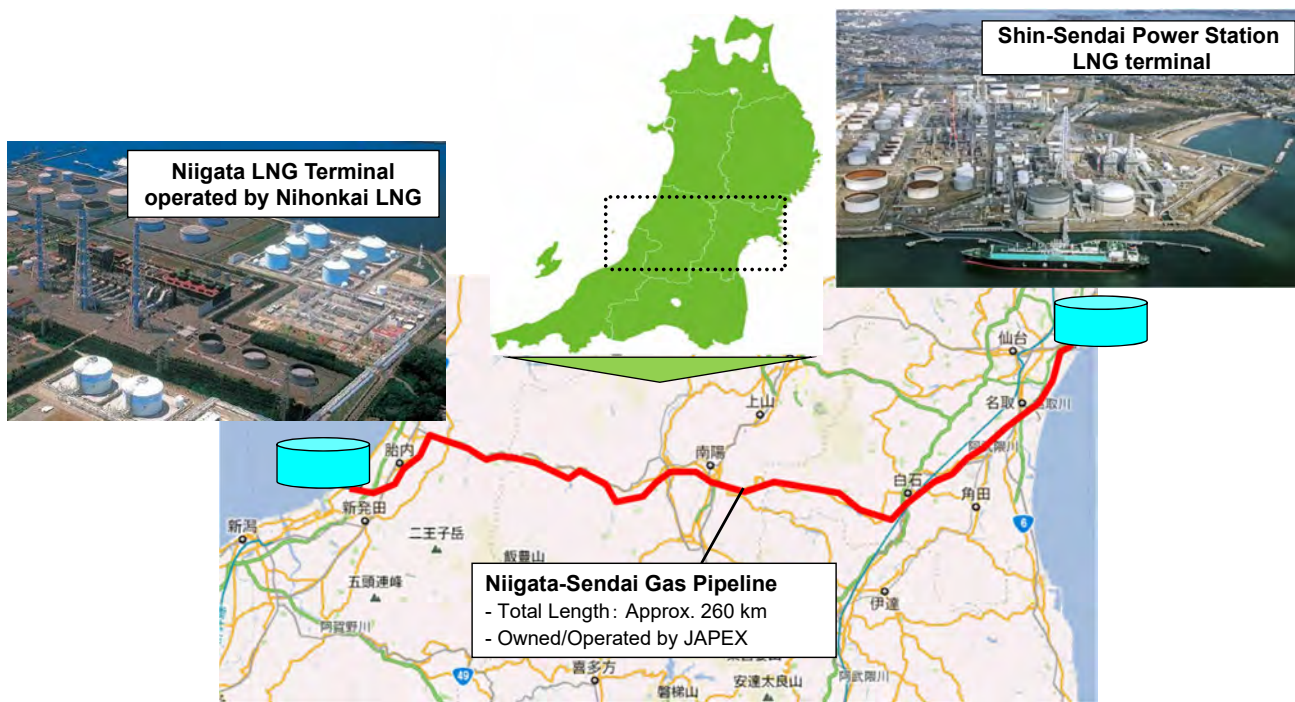 Shin-Sendai Power Station
LNG terminal
Niigata LNG Terminal
operated by Nihonkai LNG
仙台
上山
名取
名取川
胎内
南陽
阿武隈川
白石
角田
新発田
新潟
6
二王子岳
飯豊山
五頭連峰
Niigata-Sendai Gas Pipeline
- Total Length： Approx. 260 km
- Owned/Operated by JAPEX
伊達
阿賀野川
49
喜多方
磐梯山
安達太良山
阿武隈川